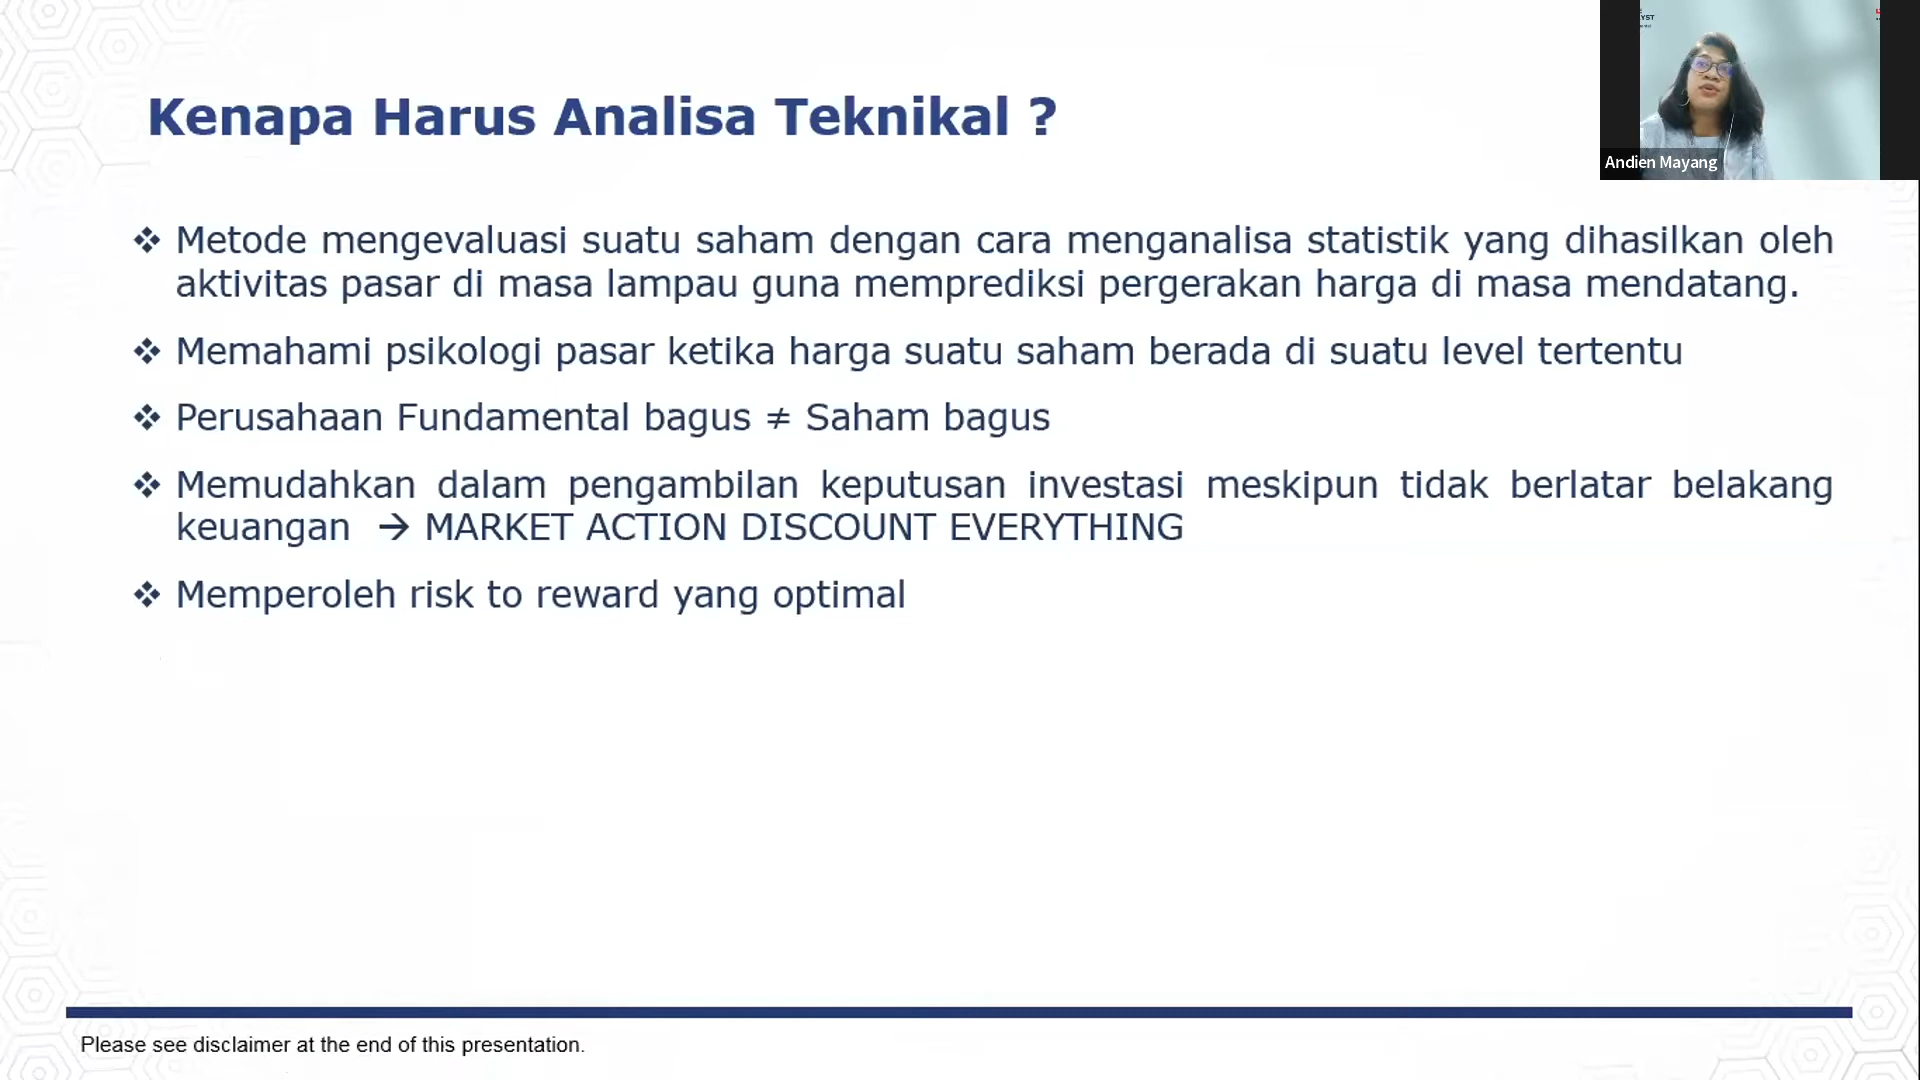 Kenapa Harus Analisa Teknikal ?
YST
Andien Mayang
❖ Metode mengevaluasi suatu saham dengan cara menganalisa statistik yang dihasilkan oleh
aktivitas pasar di masa lampau guna memprediksi pergerakan harga di masa mendatang.
❖ Memahami psikologi pasar ketika harga suatu saham berada di suatu level tertentu
❖ Perusahaan Fundamental bagus ≠ Saham bagus
❖ Memudahkan dalam pengambilan keputusan investasi meskipun tidak berlatar belakang
keuangan → MARKET ACTION DISCOUNT EVERYTHING
❖ Memperoleh risk to reward yang optimal
Please see disclaimer at the end of this presentation.